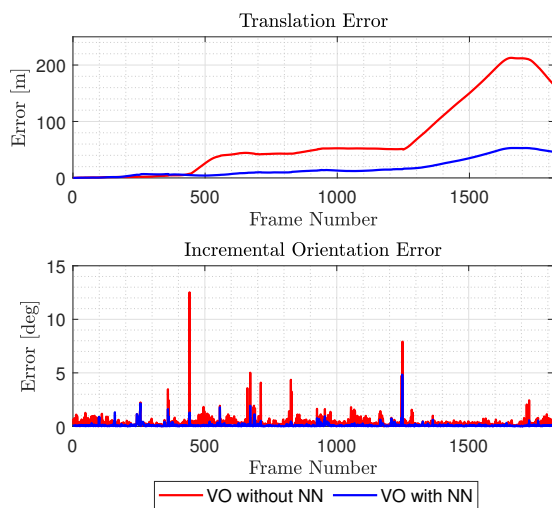 Translation Error
Error [m]
200
100
0
0 500 1000 1500
Frame Number
Incremental Orientation Error
Error [deg]
15
10
5
0
0 500 1000 1500
Frame Number
VO without NN VO with NN